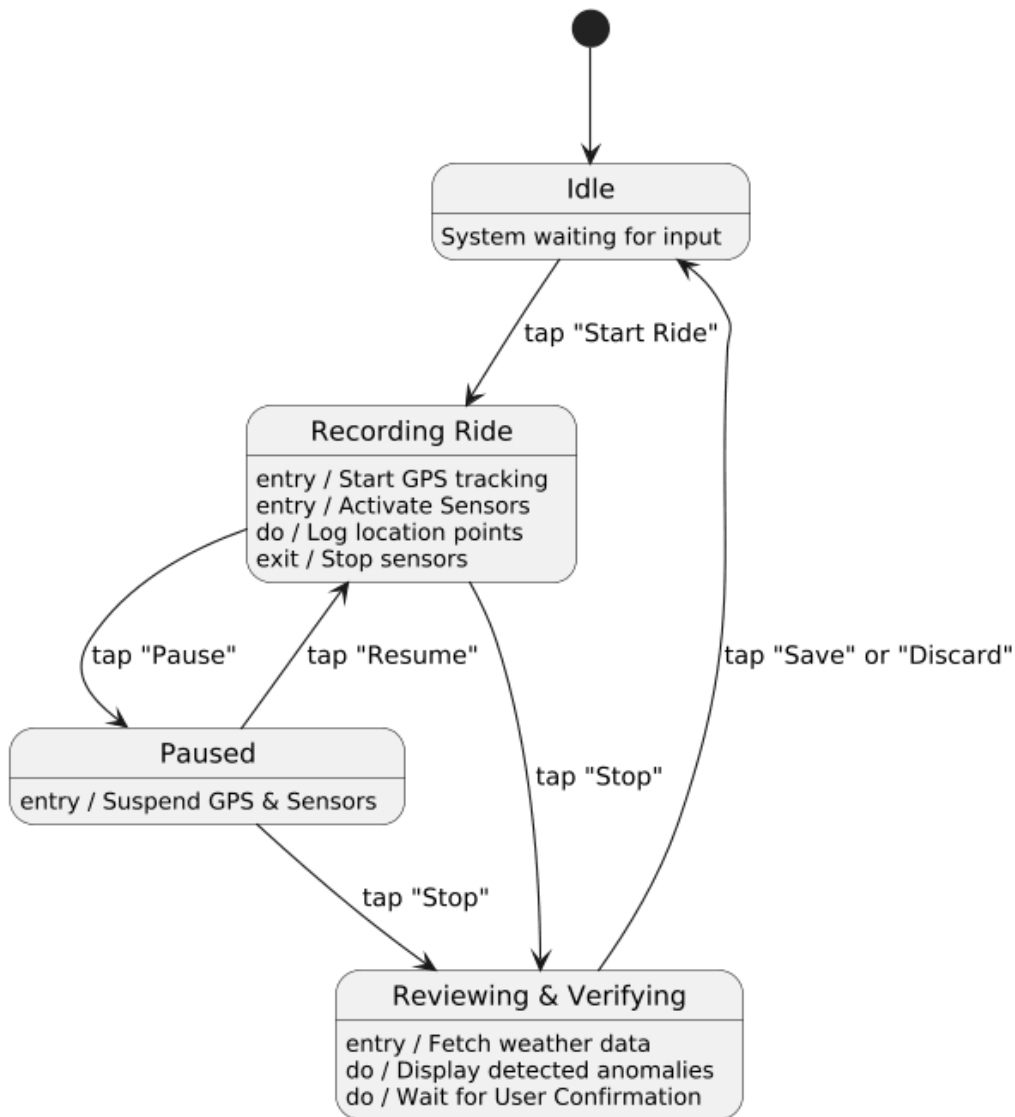 Idle
System waiting for input
tap "Start Ride"
Recording Ride
entry / Start GPS tracking
entry / Activate Sensors
do / Log location points
exit / Stop sensors
tap "Pause"
tap "Resume"
tap "Save" or "Discard"
Paused
entry / Suspend GPS & Sensors
tap "Stop"
tap "Stop"
Reviewing & Verifying
entry / Fetch weather data
do / Display detected anomalies
do / Wait for User Confirmation